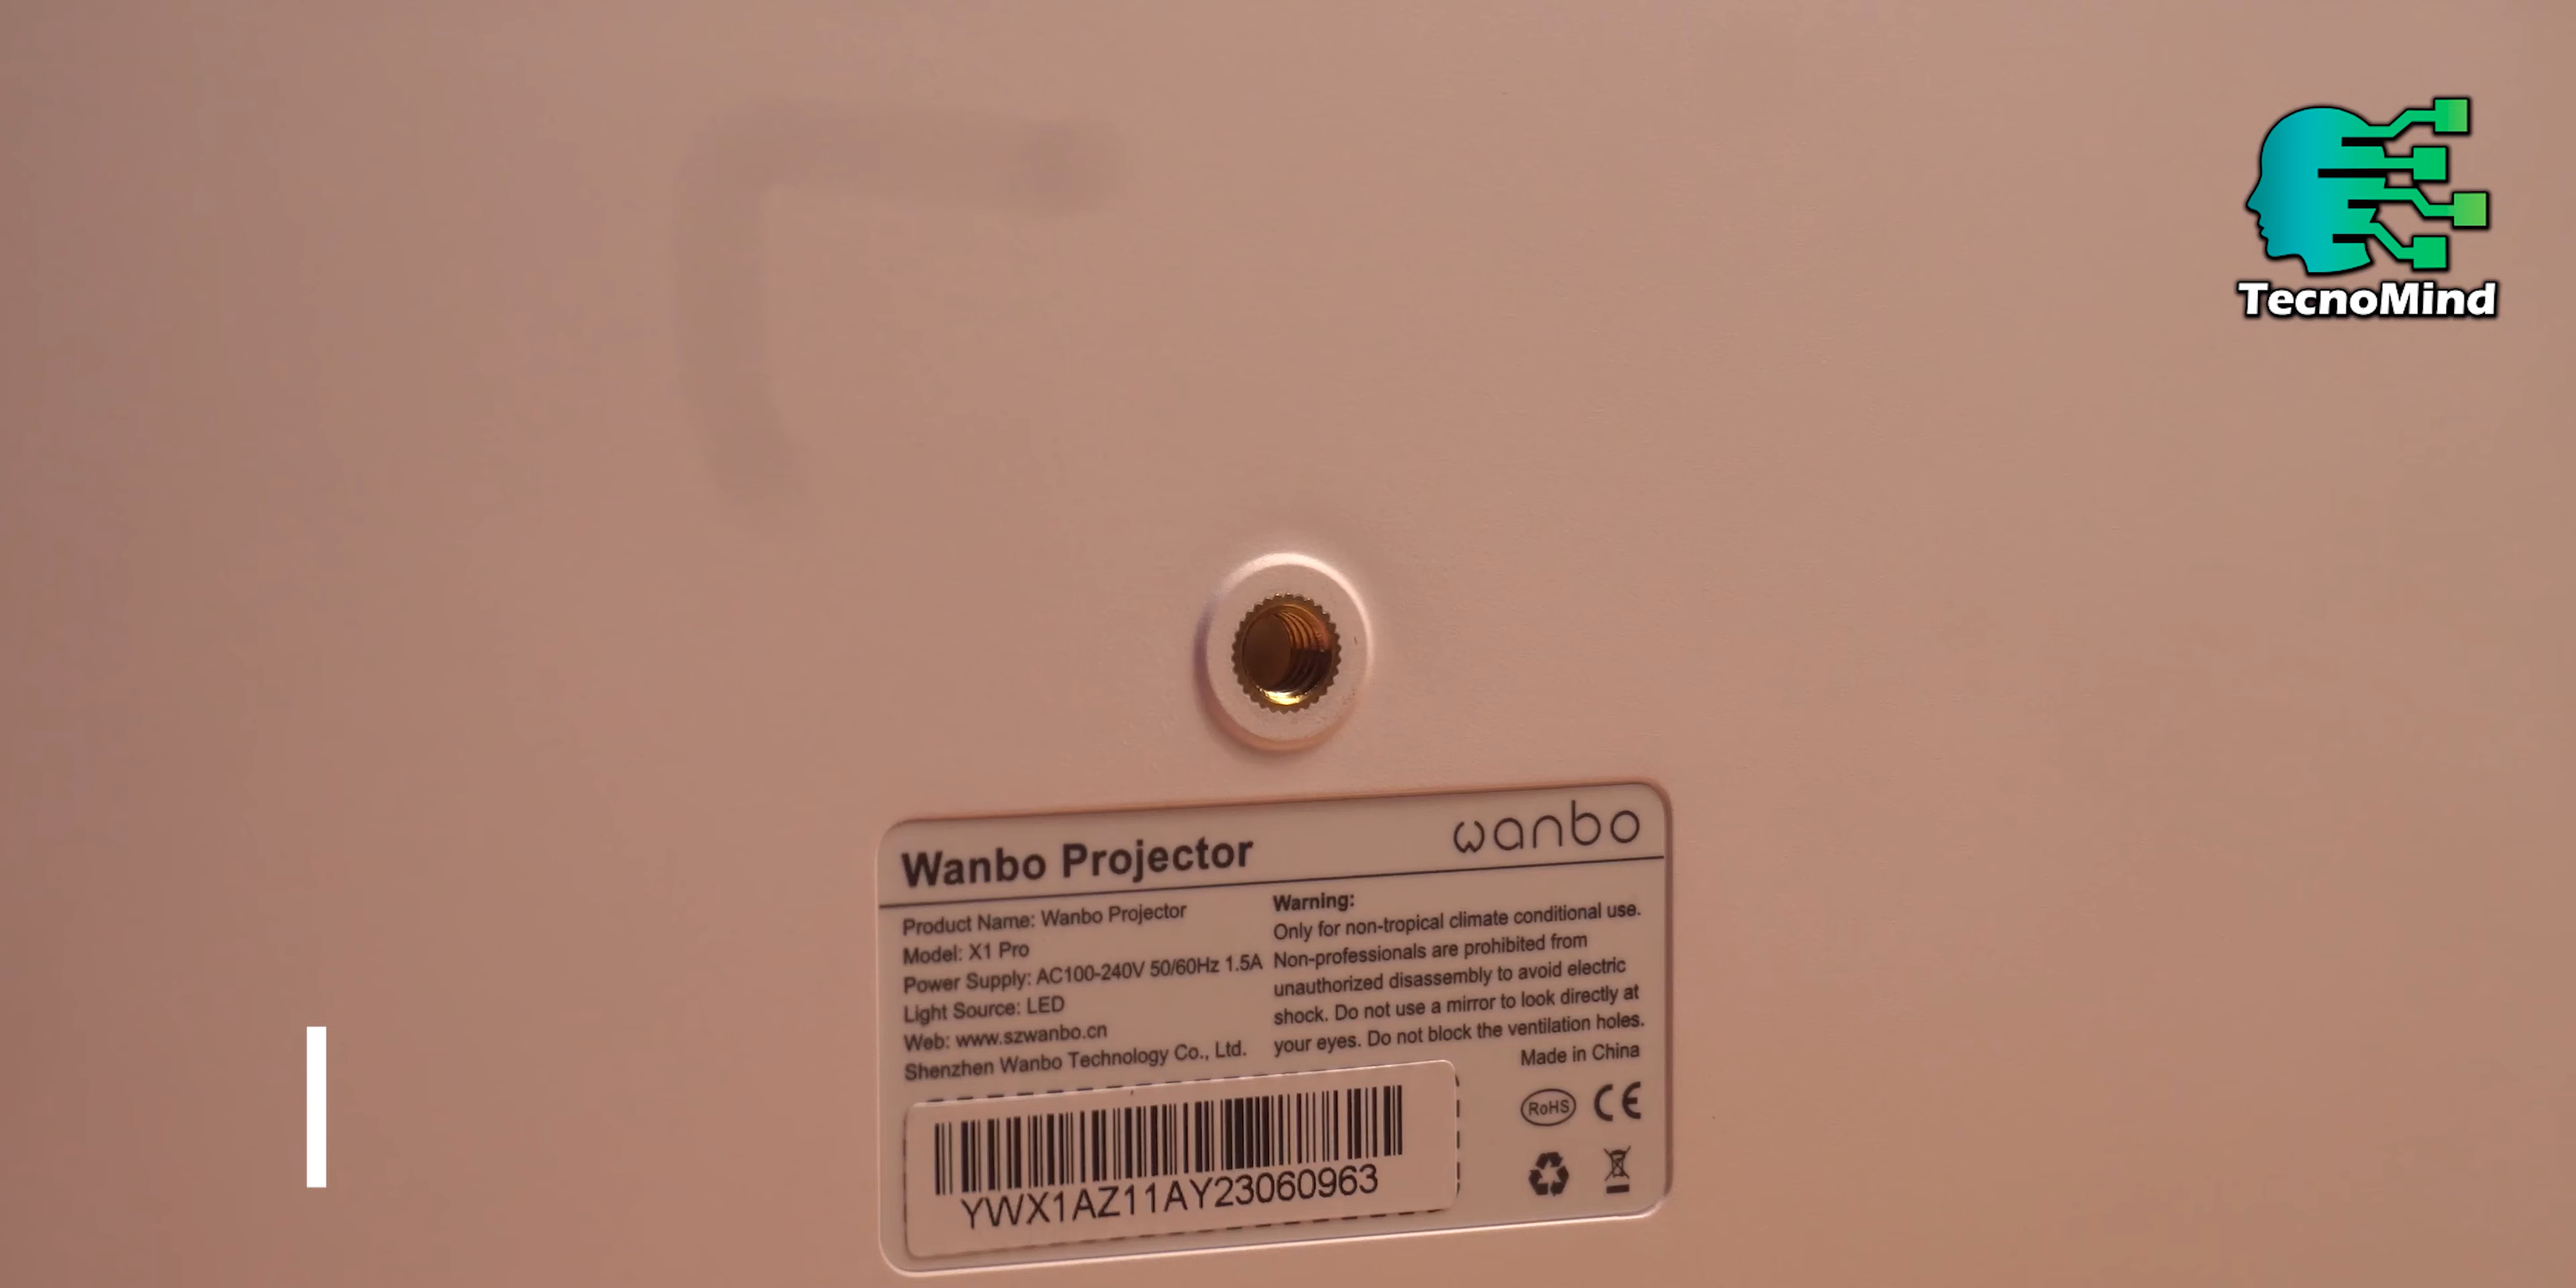 TecnoMind
Wanbo Projector
wanbo
Product Name: Wanbo Projector
Model: X1 Pro
Power Supply: AC100-240V 50/60Hz 1.5A
Light Source: LED
Web: www.szwanbo.cn
Shenzhen Wanbo Technology Co., Ltd.
Warning:
Only for non-tropical climate conditional use.
Non-professionals are prohibited from
unauthorized disassembly to avoid electric
shock. Do not use a mirror to look directly at
your eyes. Do not block the ventilation holes.
Made in China
RoHS CE
YWX1AZ11AY23060963